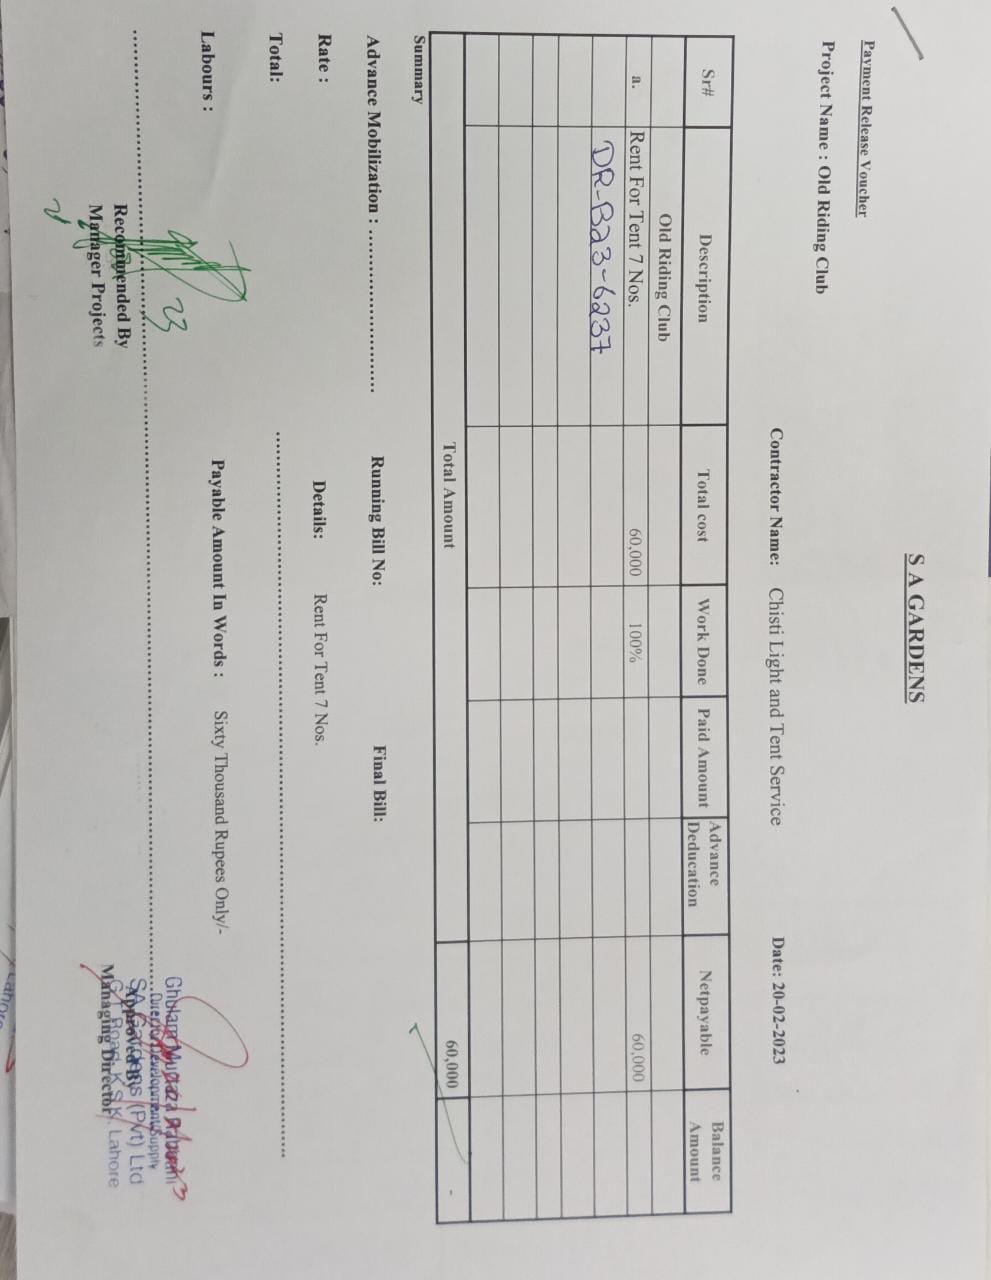 S A GARDENS
Payment Release Voucher
Project Name : Old Riding Club
Contractor Name: Chisti Light and Tent Service Date: 20-02-2023
Sr# Description Total cost Work Done Paid Amount Advance Deducation Netpayable Balance Amount
Old Riding Club
a. Rent For Tent 7 Nos. 60,000 100% 60,000
DR-B23-6237
Total Amount 60,000 -
Summary
Advance Mobilization : .............................. Running Bill No: Final Bill:
Rate : Details: Rent For Tent 7 Nos.
Total:
Labours : Payable Amount In Words : Sixty Thousand Rupees Only/-
Recommended By
Manager Projects
Approved By
Managing Director
Ghulam
Director Development/Supply
SA Gardens (Pvt) Ltd
G.T. Road, K.S.K. Lahore